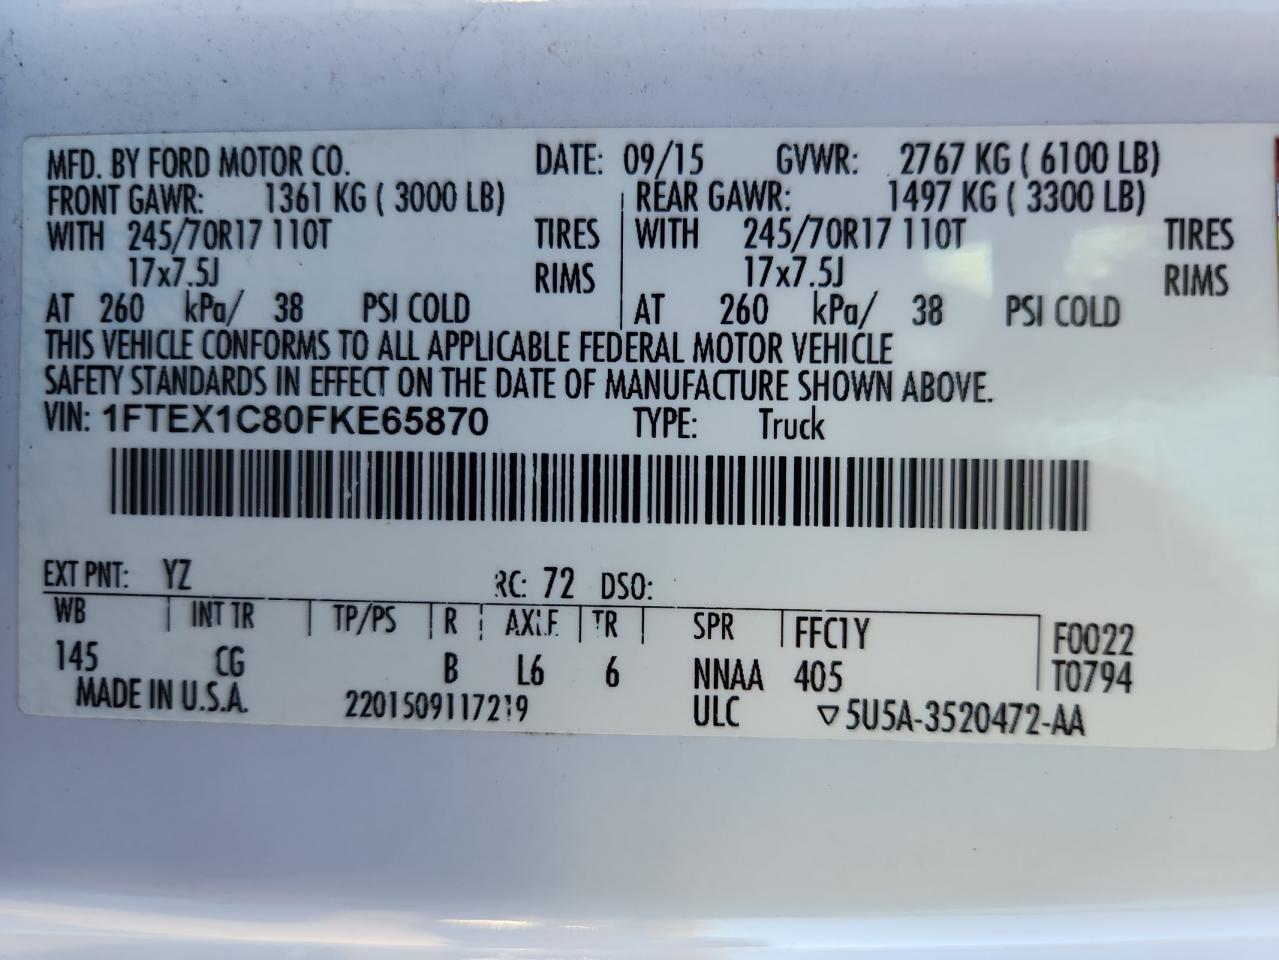 MFD. BY FORD MOTOR CO. DATE: 09/15 GVWR: 2767 KG ( 6100 LB)
FRONT GAWR: 1361 KG ( 3000 LB) REAR GAWR: 1497 KG ( 3300 LB)
WITH 245/70R17 110T TIRES WITH 245/70R17 110T TIRES
17x7.5J RIMS 17x7.5J RIMS
AT 260 kPa/ 38 PSI COLD AT 260 kPa/ 38 PSI COLD
THIS VEHICLE CONFORMS TO ALL APPLICABLE FEDERAL MOTOR VEHICLE
SAFETY STANDARDS IN EFFECT ON THE DATE OF MANUFACTURE SHOWN ABOVE.
VIN: 1FTEX1C80FKE65870 TYPE: Truck
EXT PNT: YZ RC: 72 DSO:
WB INT TR TP/PS R AXLE TR SPR FFC1Y F0022
145 CG B L6 6 NNAA 405 T0794
MADE IN U.S.A. ULC ▽5U5A-3520472-AA